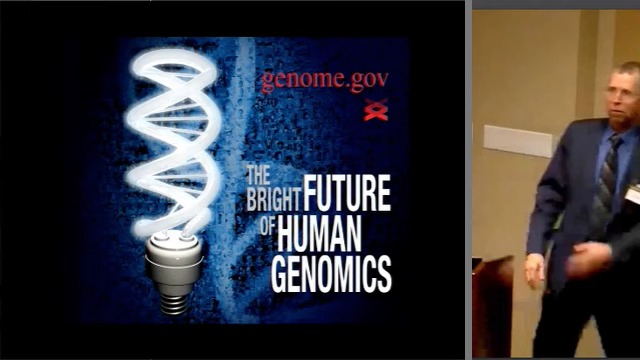 genome.gov
THE
BRIGHT FUTURE
OF HUMAN
GENOMICS